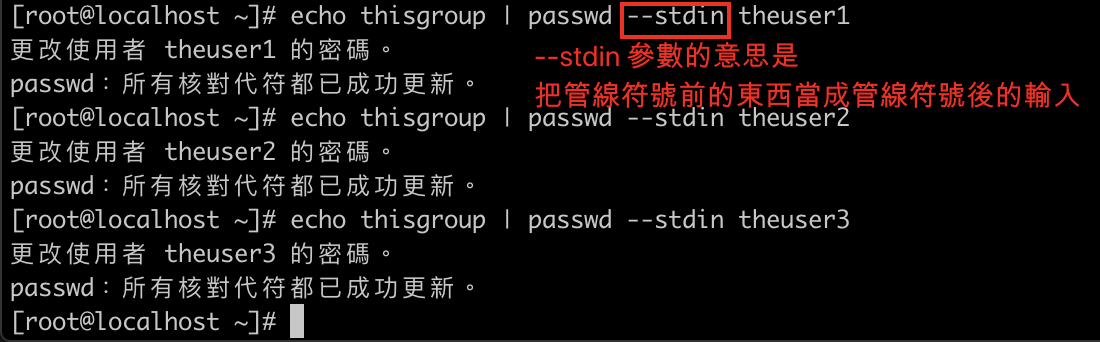 [root@localhost ~]# echo thisgroup | passwd --stdin theuser1
更改使用者 theuser1 的密碼。
--stdin 參數的意思是
passwd：所有核對代符都已成功更新。
把管線符號前的東西當成管線符號後的輸入
[root@localhost ~]# echo thisgroup | passwd --stdin theuser2
更改使用者 theuser2 的密碼。
passwd：所有核對代符都已成功更新。
[root@localhost ~]# echo thisgroup | passwd --stdin theuser3
更改使用者 theuser3 的密碼。
passwd：所有核對代符都已成功更新。
[root@localhost ~]#